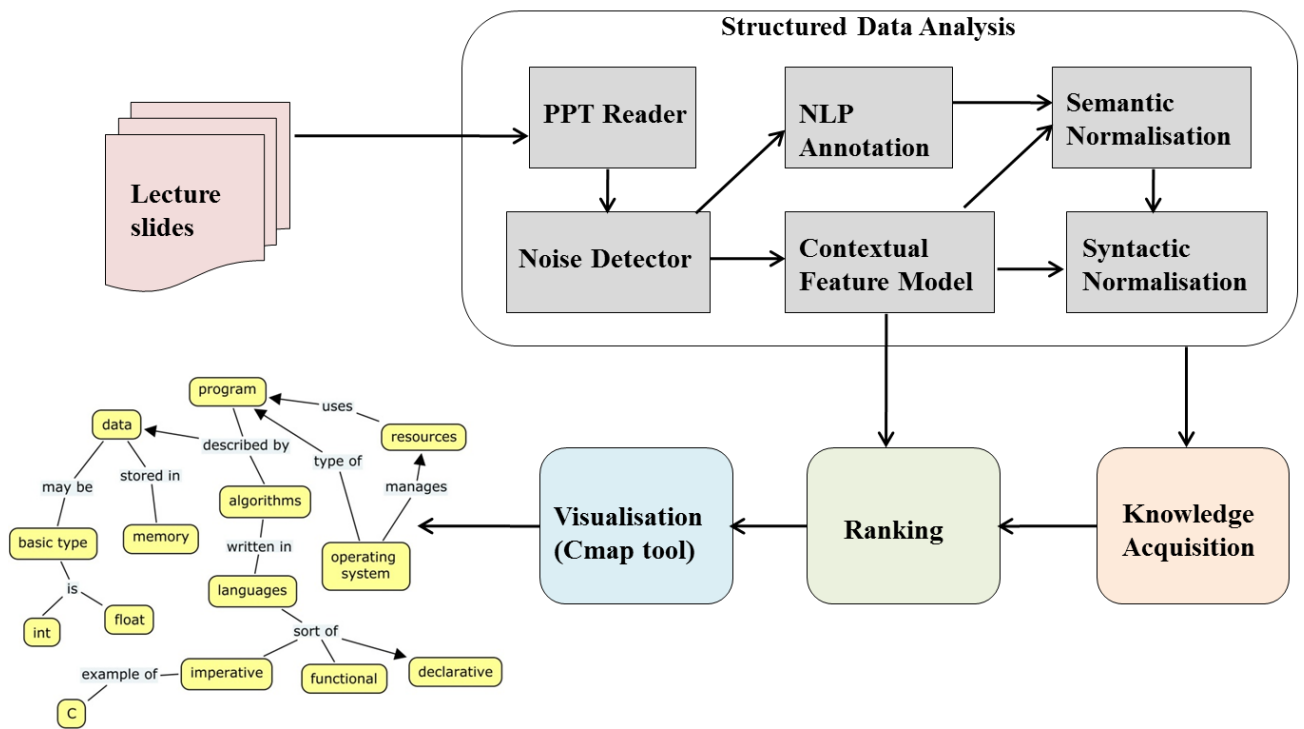 Structured Data Analysis
PPT Reader
NLP
Annotation
Semantic
Normalisation
Lecture
slides
Noise Detector
Contextual
Feature Model
Syntactic
Normalisation
program
uses
data
resources
described by
type of
may be
stored in
manages
algorithms
basic type
memory
written in
operating
system
languages
is
int
float
sort of
example of
imperative
functional
declarative
C
Visualisation
(Cmap tool)
Ranking
Knowledge
Acquisition